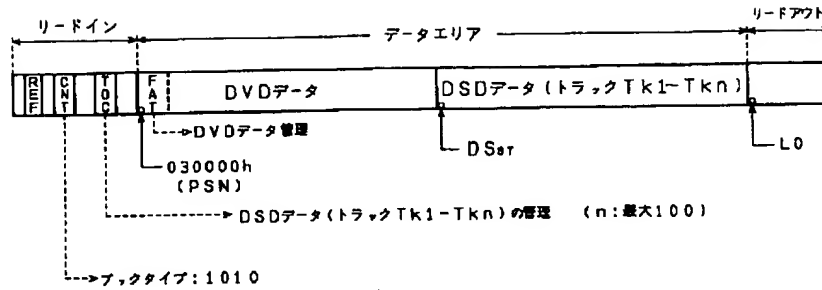 リードイン
データエリア
リードアウト
REF
CNT
TOC
FAT
DVDデータ
DSDデータ(トラックTk1~Tkn)
DVDデータ管理
030000h
(PSN)
DSST
LO
DSDデータ(トラックTk1-Tkn)の管理 (n:最大100)
ブックタイプ:1010